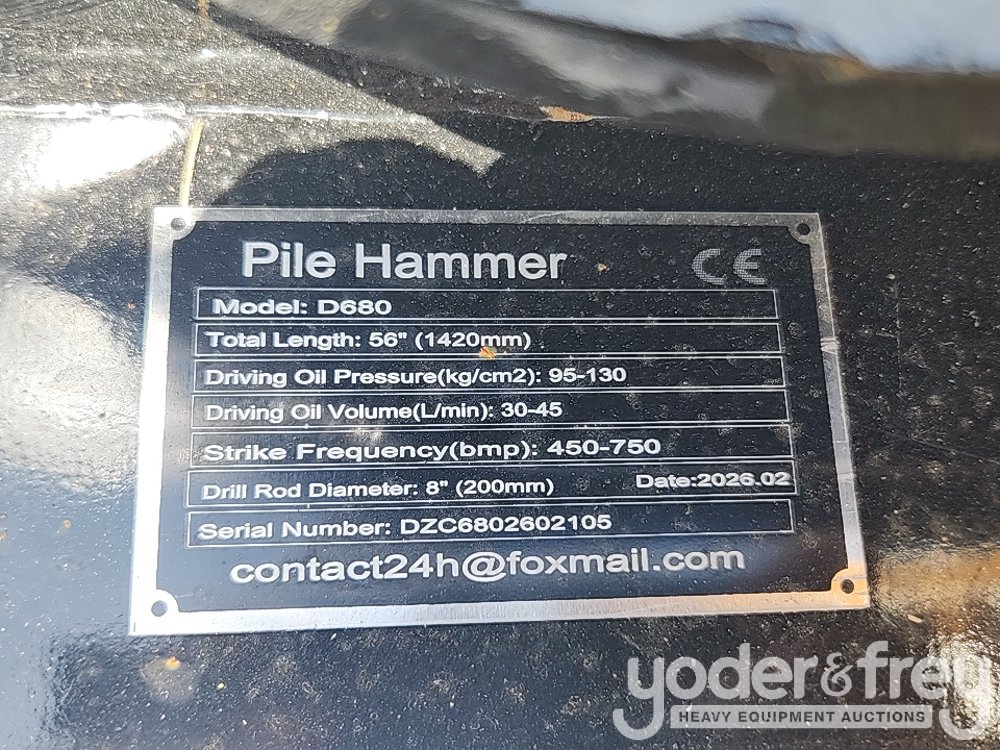 Pile Hammer CE
Model: D680
Total Length: 56" (1420mm)
Driving Oil Pressure(kg/cm2): 95-130
Driving Oil Volume(L/min): 30-45
Strike Frequency(bmp): 450-750
Drill Rod Diameter: 8" (200mm) Date:2026.02
Serial Number: DZC6802602105
contact24h@foxmail.com
yoder&frey
HEAVY EQUIPMENT AUCTIONS